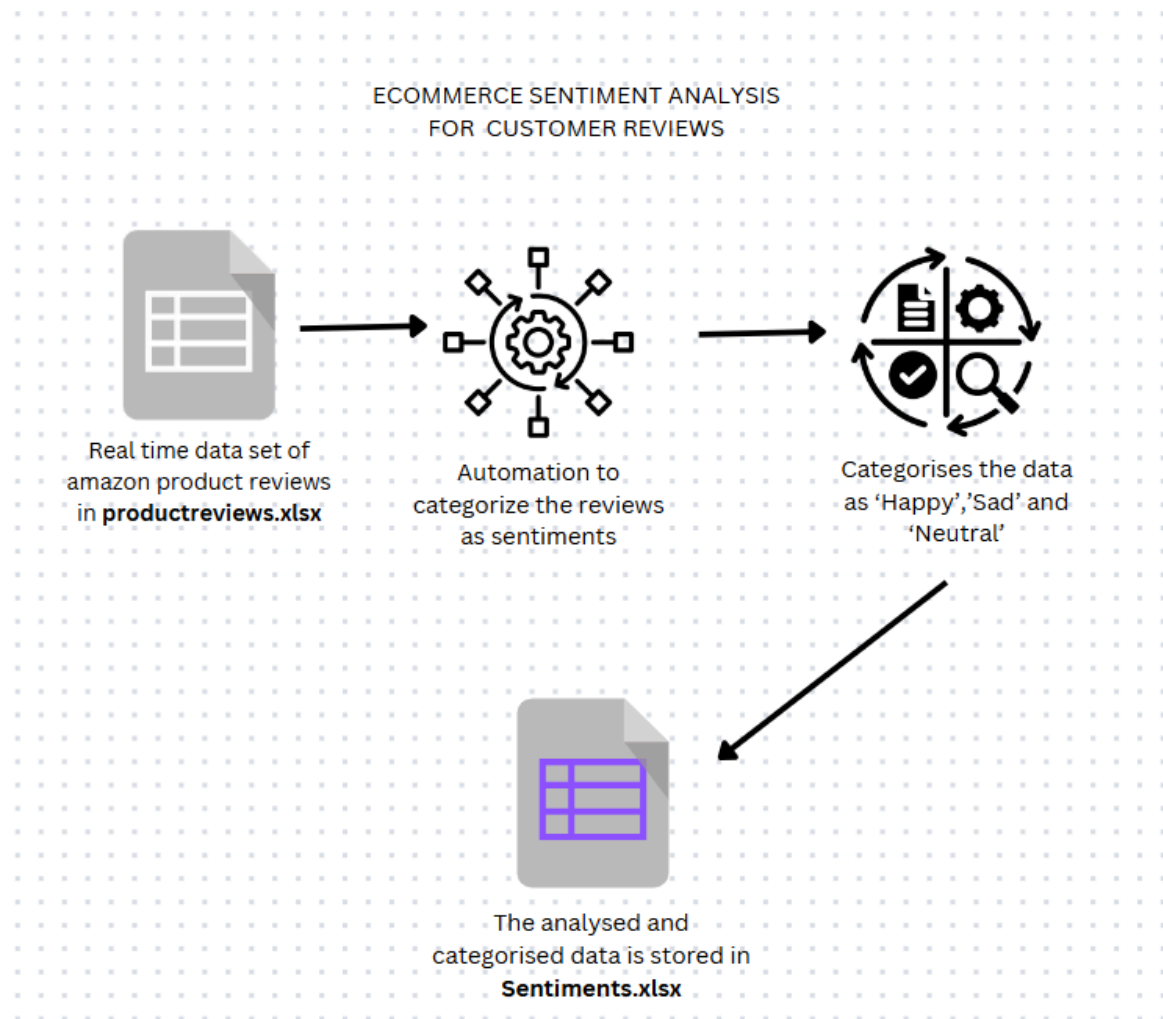 ECOMMERCE SENTIMENT ANALYSIS
FOR CUSTOMER REVIEWS
Real time data set of
amazon product reviews
in productreviews.xlsx
Automation to
categorize the reviews
as sentiments
Categorises the data
as ‘Happy’,’Sad’ and
‘Neutral’
The analysed and
categorised data is stored in
Sentiments.xlsx